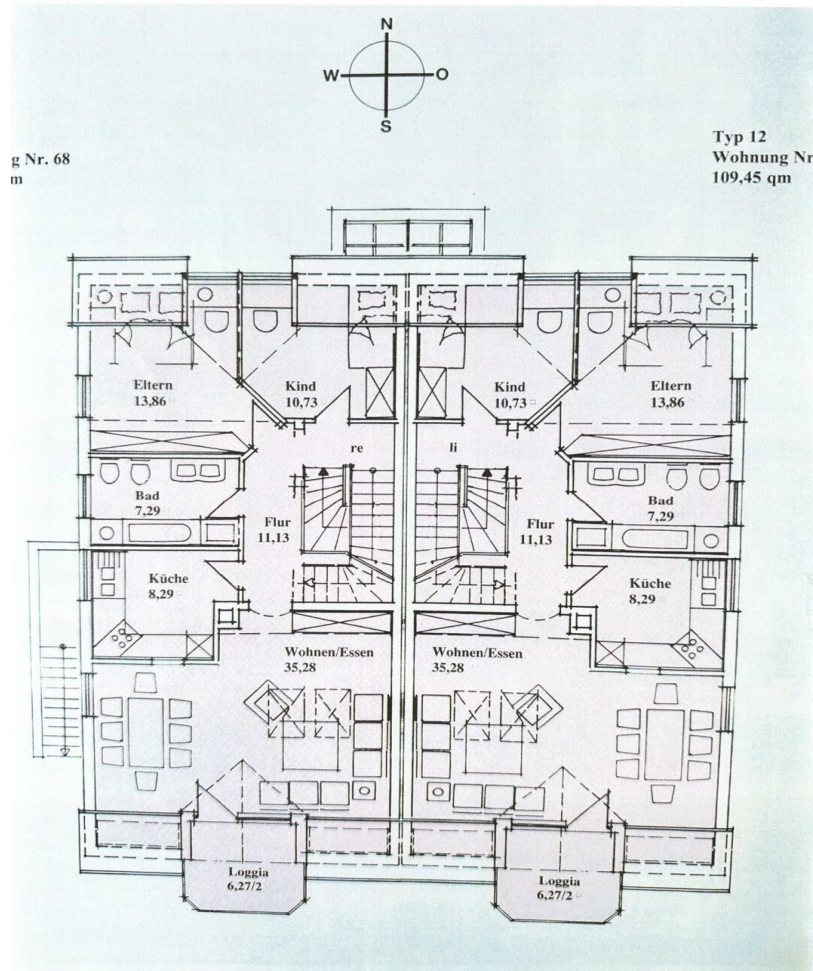 N
W O
S
g Nr. 68
m
Typ 12
Wohnung Nr
109,45 qm
Eltern
13,86
Kind
10,73
Kind
10,73
Eltern
13,86
re
li
Bad
7,29
Bad
7,29
Flur
11,13
Flur
11,13
Küche
8,29
Küche
8,29
Wohnen/Essen
35,28
Wohnen/Essen
35,28
Loggia
6,27/2
Loggia
6,27/2